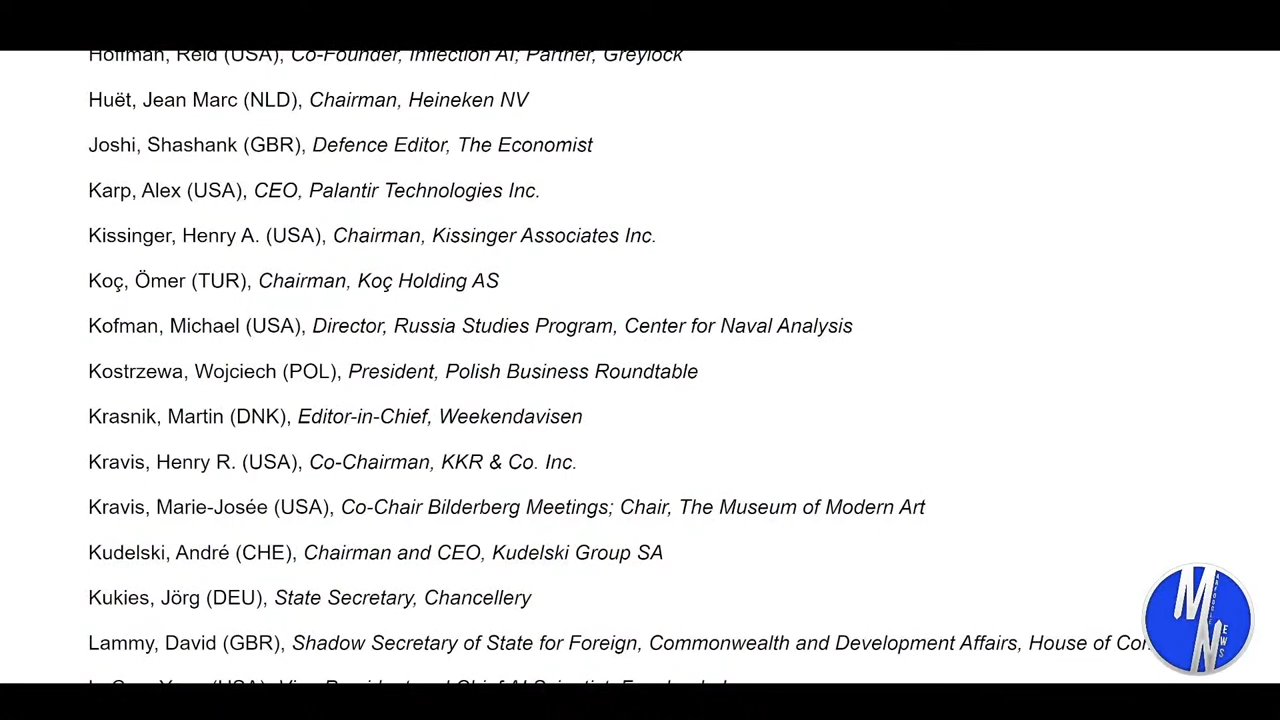 Hoffman, Reid (USA), Co-Founder, Inflection AI; Partner, Greylock
Huët, Jean Marc (NLD), Chairman, Heineken NV
Joshi, Shashank (GBR), Defence Editor, The Economist
Karp, Alex (USA), CEO, Palantir Technologies Inc.
Kissinger, Henry A. (USA), Chairman, Kissinger Associates Inc.
Koç, Ömer (TUR), Chairman, Koç Holding AS
Kofman, Michael (USA), Director, Russia Studies Program, Center for Naval Analysis
Kostrzewa, Wojciech (POL), President, Polish Business Roundtable
Krasnik, Martin (DNK), Editor-in-Chief, Weekendavisen
Kravis, Henry R. (USA), Co-Chairman, KKR & Co. Inc.
Kravis, Marie-Josée (USA), Co-Chair Bilderberg Meetings; Chair, The Museum of Modern Art
Kudelski, André (CHE), Chairman and CEO, Kudelski Group SA
Kukies, Jörg (DEU), State Secretary, Chancellery
Lammy, David (GBR), Shadow Secretary of State for Foreign, Commonwealth and Development Affairs, House of